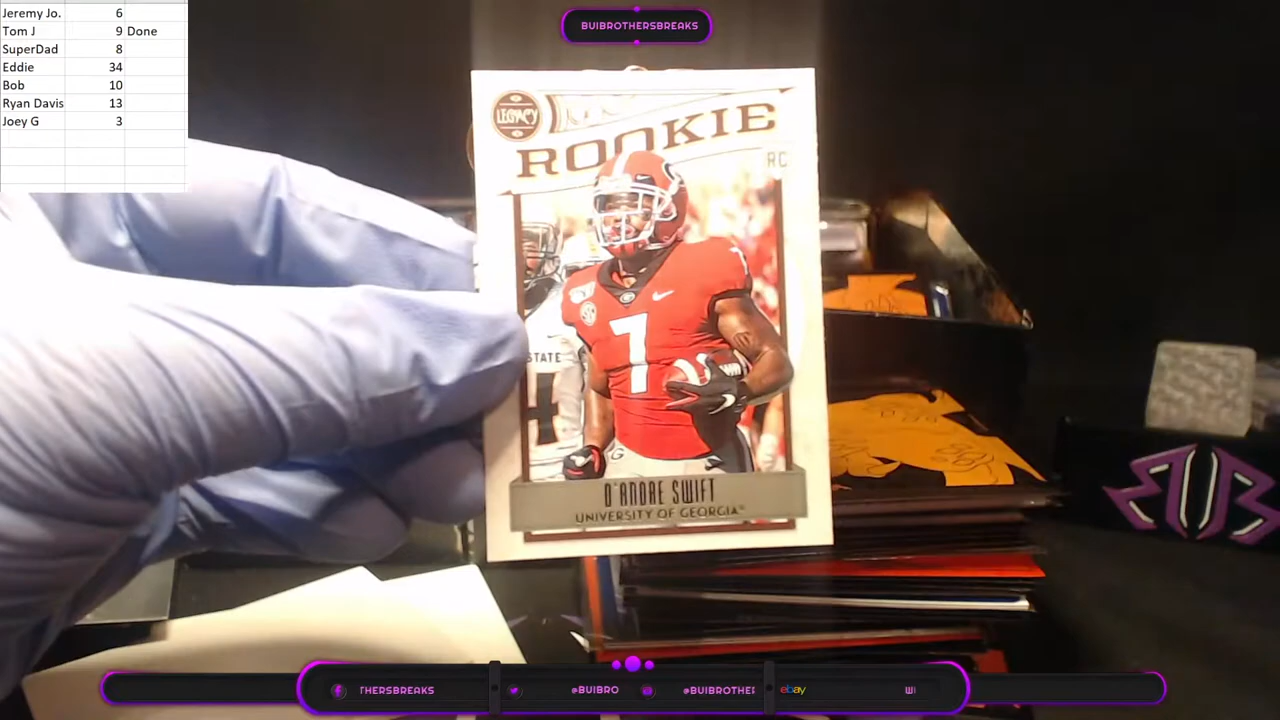 Jeremy Jo. 6
Tom J 9 Done
SuperDad 8
Eddie 34
Bob 10
Ryan Davis 13
Joey G 3
BUIBROTHERSBREAKS
LEGACY
ROOKIE
RC
7
STATE
G
D'ANDRE SWIFT
UNIVERSITY OF GEORGIA®
BUB
THERSBREAKS
@BUIBRO
@BUIBROTHE
ebay